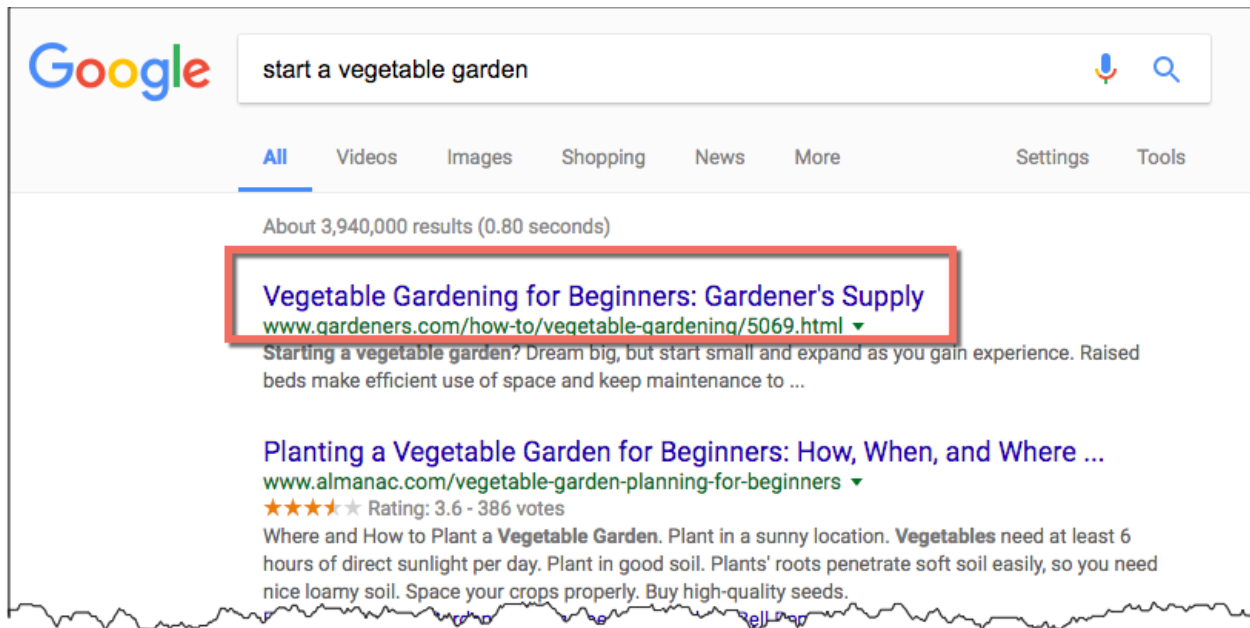 Google
start a vegetable garden
All Videos Images Shopping News More Settings Tools
About 3,940,000 results (0.80 seconds)
Vegetable Gardening for Beginners: Gardener's Supply
www.gardeners.com/how-to/vegetable-gardening/5069.html
Starting a vegetable garden? Dream big, but start small and expand as you gain experience. Raised
beds make efficient use of space and keep maintenance to ...
Planting a Vegetable Garden for Beginners: How, When, and Where ...
www.almanac.com/vegetable-garden-planning-for-beginners
Rating: 3.6 - 386 votes
Where and How to Plant a Vegetable Garden. Plant in a sunny location. Vegetables need at least 6
hours of direct sunlight per day. Plant in good soil. Plants' roots penetrate soft soil easily, so you need
nice loamy soil. Space your crops properly. Buy high-quality seeds.